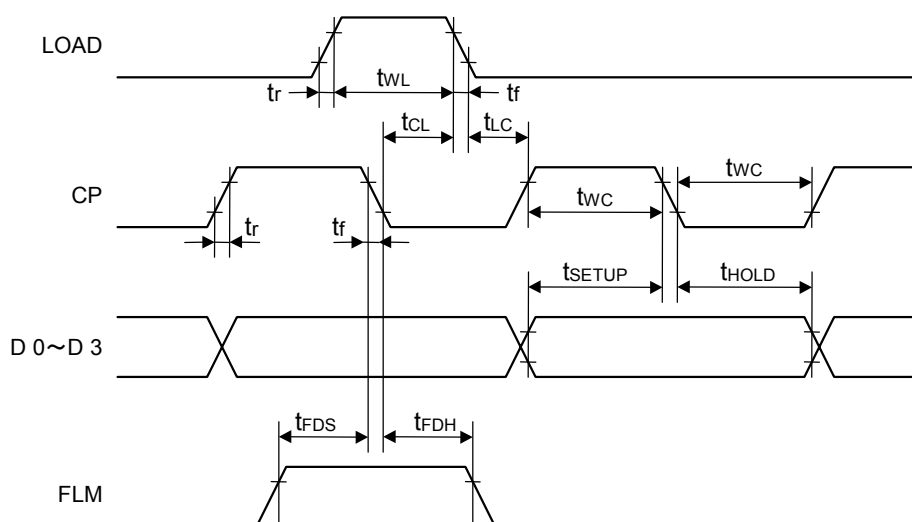 LOAD
tr
tWL
tf
tCL
tLC
CP
tr
tf
tWC
tWC
tSETUP
tHOLD
D 0～D 3
tFDS
tFDH
FLM